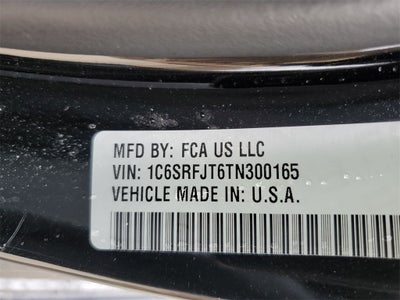 MFD BY: FCA US LLC
VIN: 1C6SRFJT6TN300165
VEHICLE MADE IN: U.S.A.